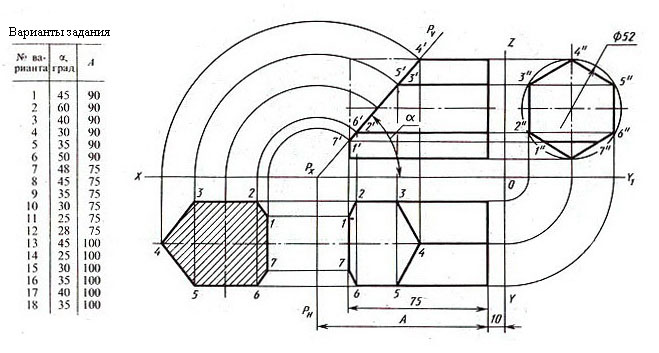 Варианты задания
№ ва-
рианта
α,
град
A
1 45 90
2 60 90
3 40 90
4 30 90
5 35 90
6 50 90
7 48 75
8 45 75
9 35 75
10 30 75
11 25 75
12 28 75
13 45 100
14 25 100
15 30 100
16 35 100
17 40 100
18 35 100
Pv
4'
Z
4"
Ф52
5' 3'
3"
5"
6' 2'
α
2"
6"
7' 1'
1"
7"
Px
X
O
Y1
3 2
2 3
1
1
4
4
7
7
5 6
6 5
PH
75
Y
A
10